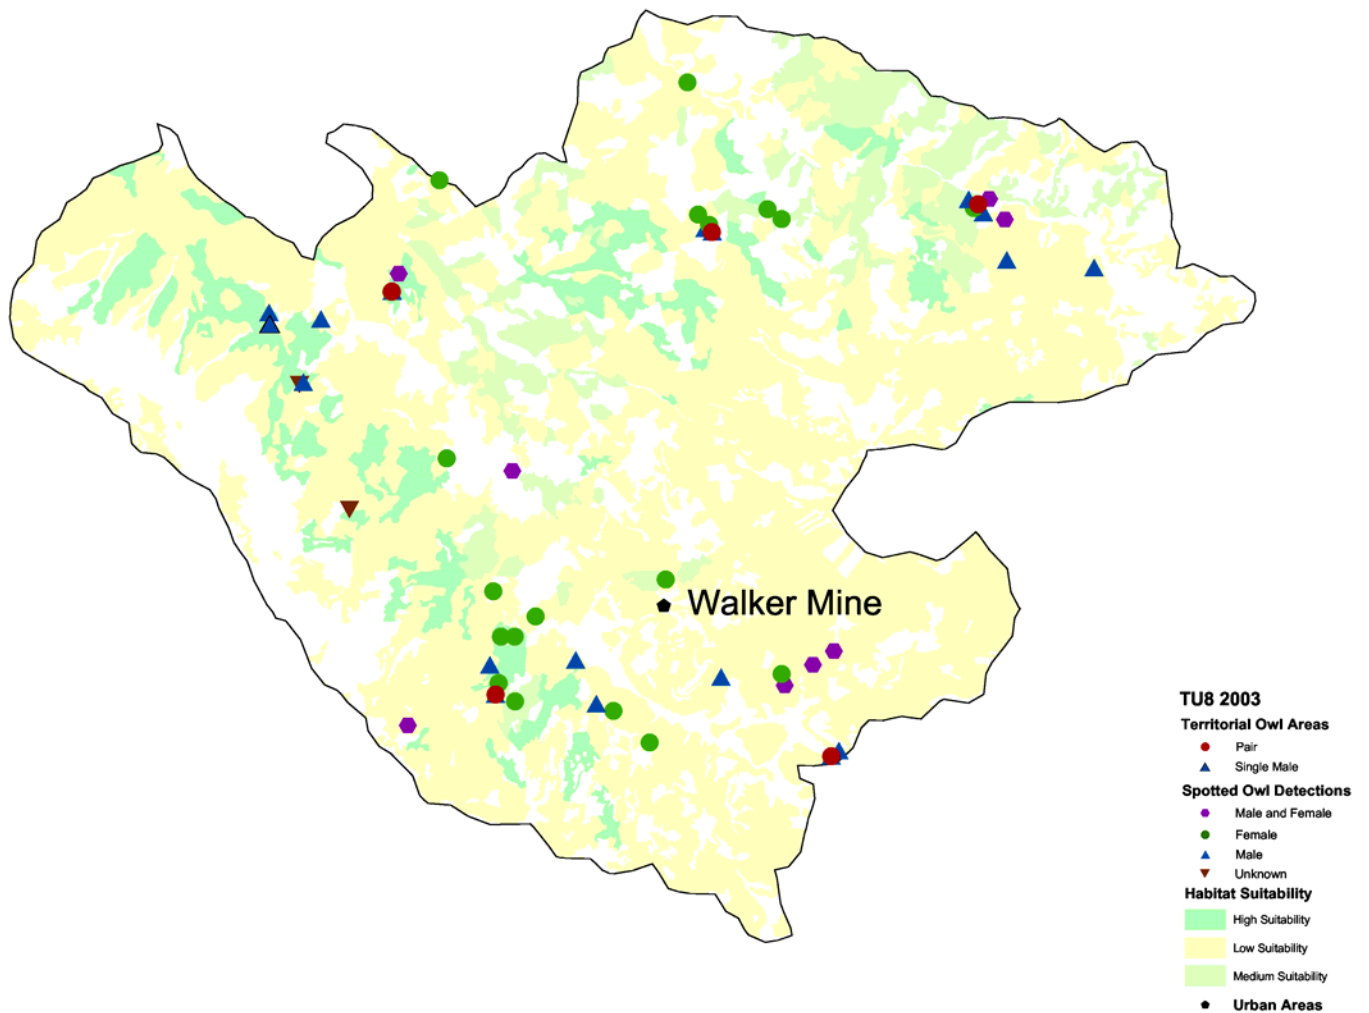 Walker Mine
TU8 2003
Territorial Owl Areas
Pair
Single Male
Spotted Owl Detections
Male and Female
Female
Male
Unknown
Habitat Suitability
High Suitability
Low Suitability
Medium Suitability
Urban Areas